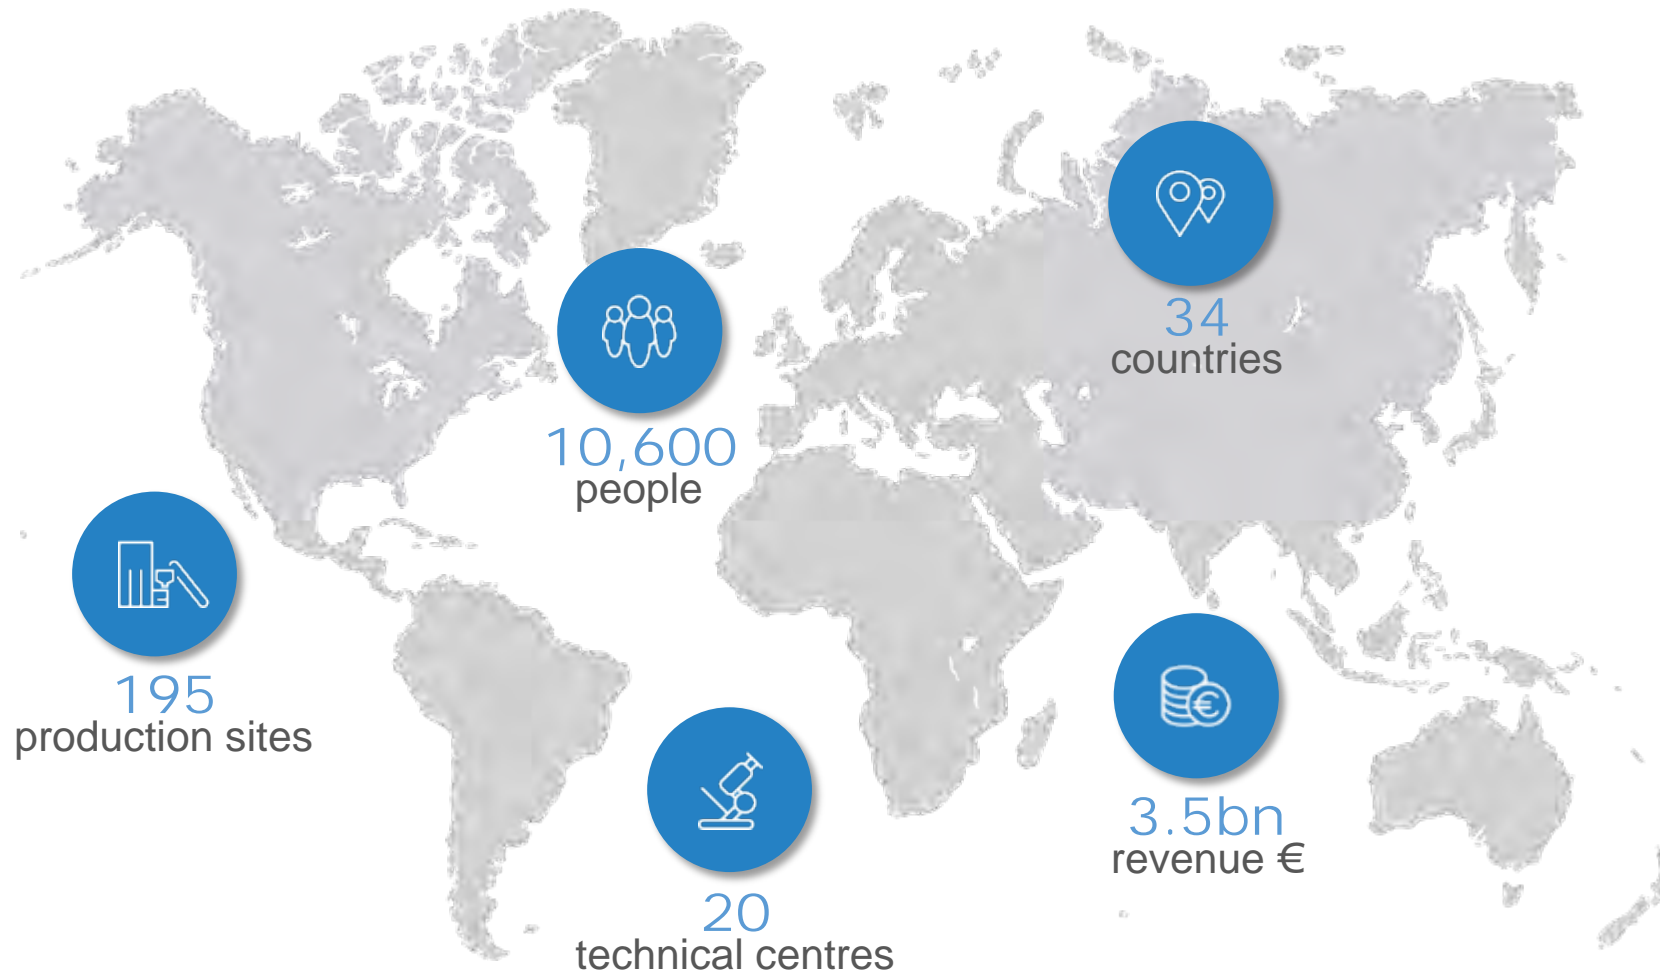 34
countries
10,600
people
195
production sites
3.5bn
revenue €
20
technical centres